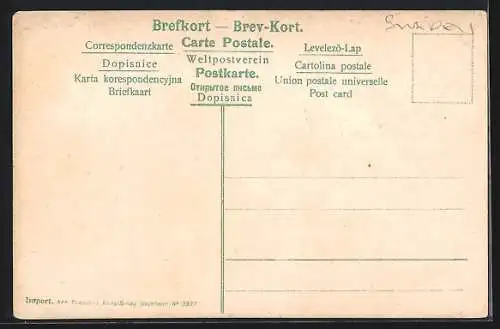 Brefkort — Brev-Kort.
Correspondenzkarte Carte Postale. Levelező-Lap
Dopisnice Weltpostverein Cartolina postale
Karta korespondencyjna Postkarte. Union postale universelle
Briefkaart Открытое письмо Post card
Dopisnica
Import.